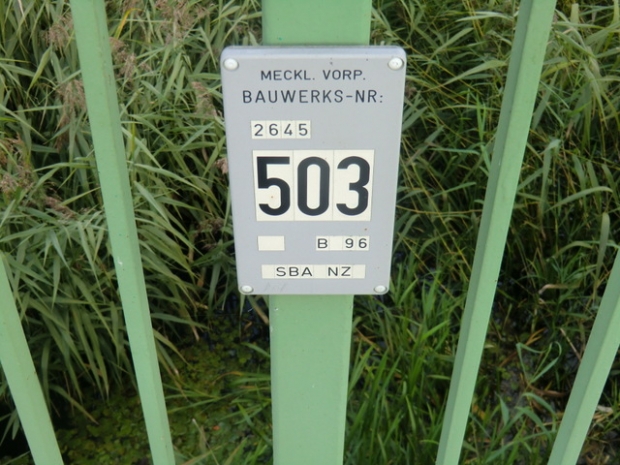 MECKL. VORP.
BAUWERKS-NR:
2645
503
B 96
SBA NZ